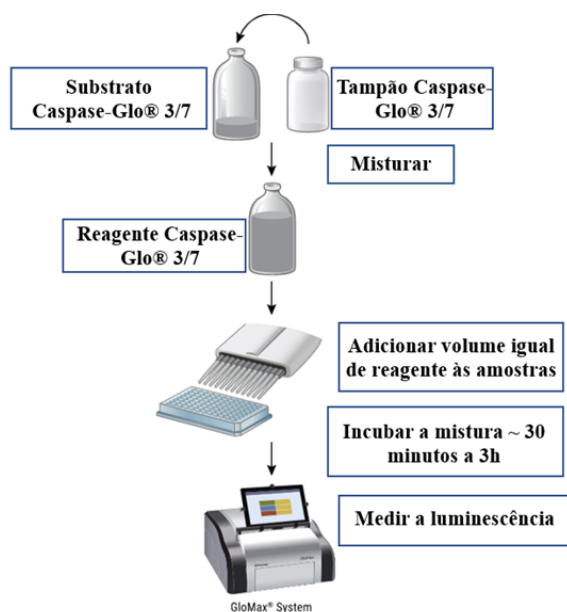 Substrato
Caspase-Glo® 3/7
Tampão Caspase-
Glo® 3/7
Misturar
Reagente Caspase-
Glo® 3/7
Adicionar volume igual
de reagente às amostras
Incubar a mistura ~ 30
minutos a 3h
Medir a luminescência
GloMax® System